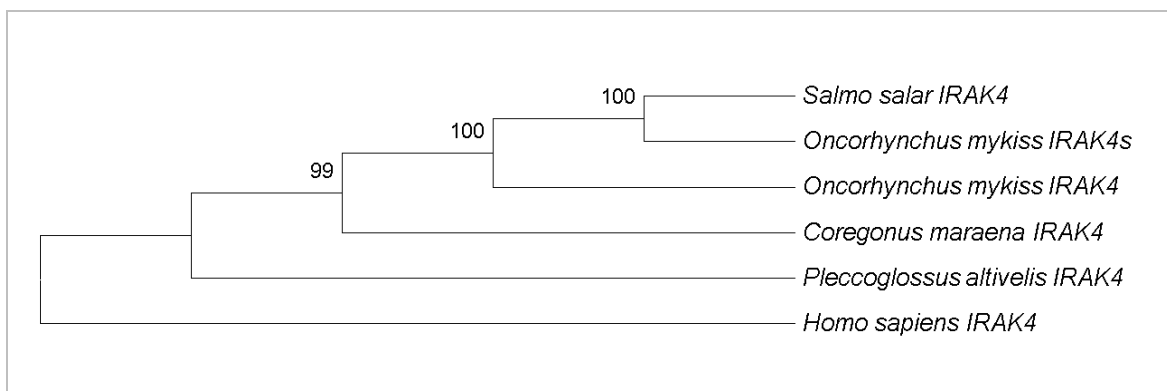 100
Salmo salar IRAK4
100
Oncorhynchus mykiss IRAK4s
99
Oncorhynchus mykiss IRAK4
Coregonus maraena IRAK4
Pleccoglossus altivelis IRAK4
Homo sapiens IRAK4